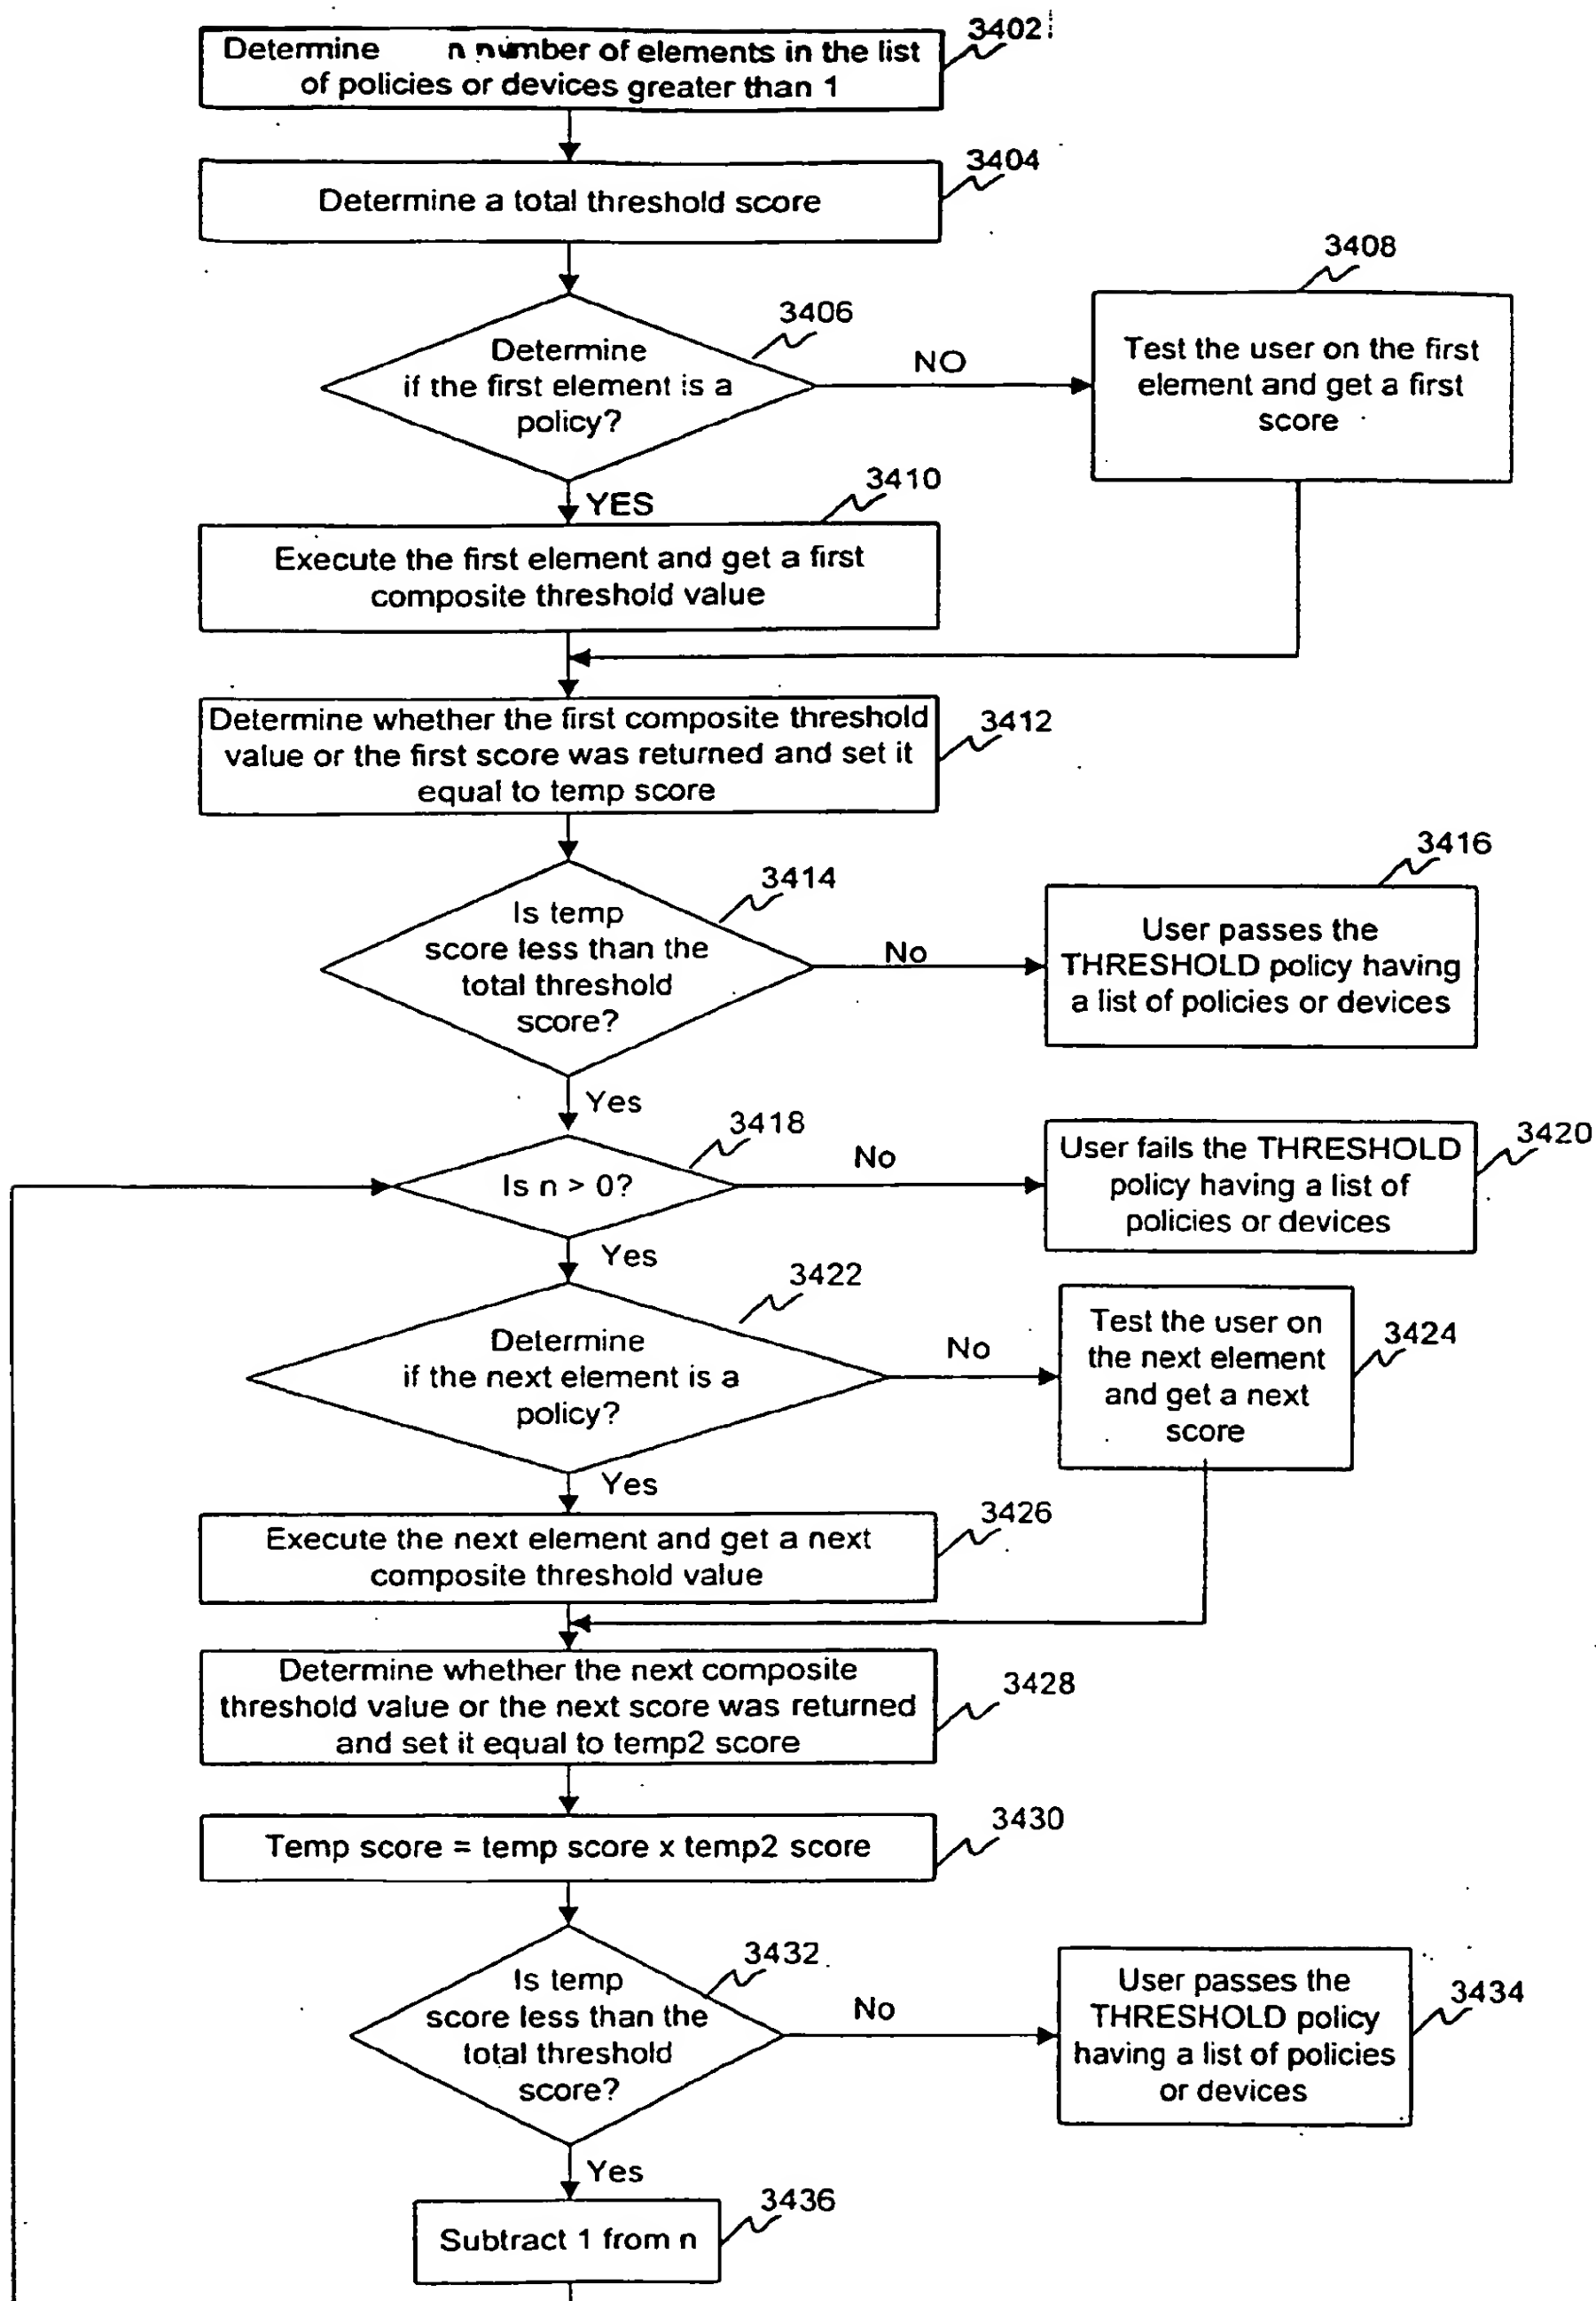 3402
Determine n number of elements in the list
of policies or devices greater than 1
3404
Determine a total threshold score
3406
Determine
if the first element is a
policy?
NO
3408
Test the user on the first
element and get a first
score
YES
3410
Execute the first element and get a first
composite threshold value
3412
Determine whether the first composite threshold
value or the first score was returned and set it
equal to temp score
3414
Is temp
score less than the
total threshold
score?
No
3416
User passes the
THRESHOLD policy having
a list of policies or devices
Yes
3418
Is n > 0?
No
3420
User fails the THRESHOLD
policy having a list of
policies or devices
Yes
3422
Determine
if the next element is a
policy?
No
3424
Test the user on
the next element
and get a next
score
Yes
3426
Execute the next element and get a next
composite threshold value
3428
Determine whether the next composite
threshold value or the next score was returned
and set it equal to temp2 score
3430
Temp score = temp score x temp2 score
3432
Is temp
score less than the
total threshold
score?
No
3434
User passes the
THRESHOLD policy
having a list of policies
or devices
Yes
3436
Subtract 1 from n